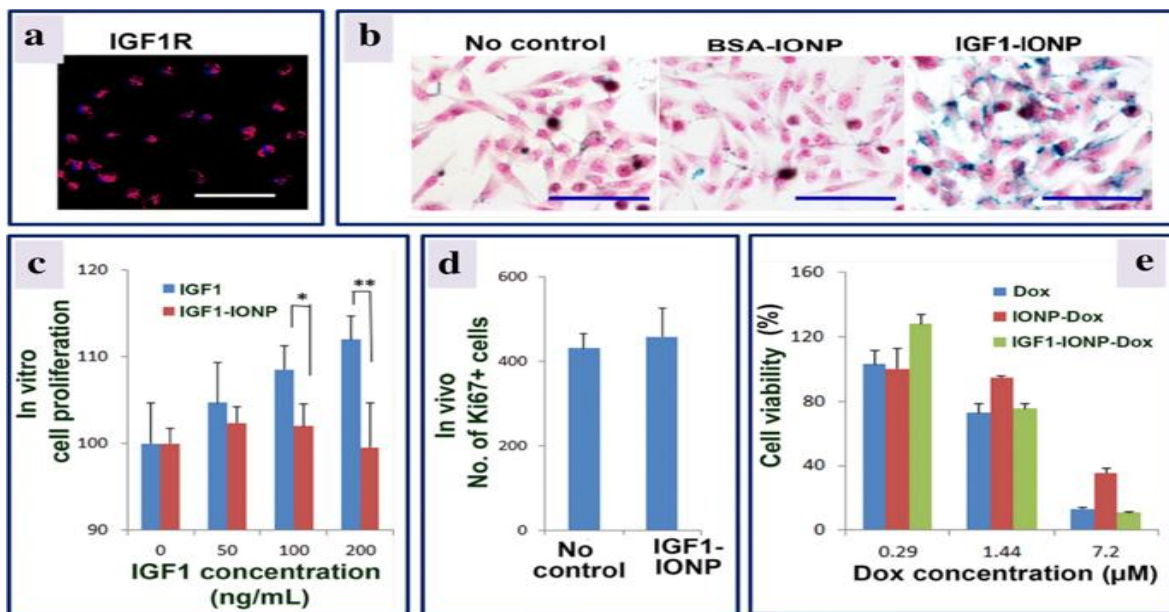 a
IGF1R
b
No control
BSA-IONP
IGF1-IONP
c
120
110
100
90
In vitro
cell proliferation
IGF1
IGF1-IONP
*
**
0
50
100
200
IGF1 concentration
(ng/mL)
d
600
400
200
0
In vivo
No. of Ki67+ cells
No
control
IGF1-
IONP
e
160
120
80
40
0
Cell viability (%)
Dox
IONP-Dox
IGF1-IONP-Dox
0.29
1.44
7.2
Dox concentration (µM)